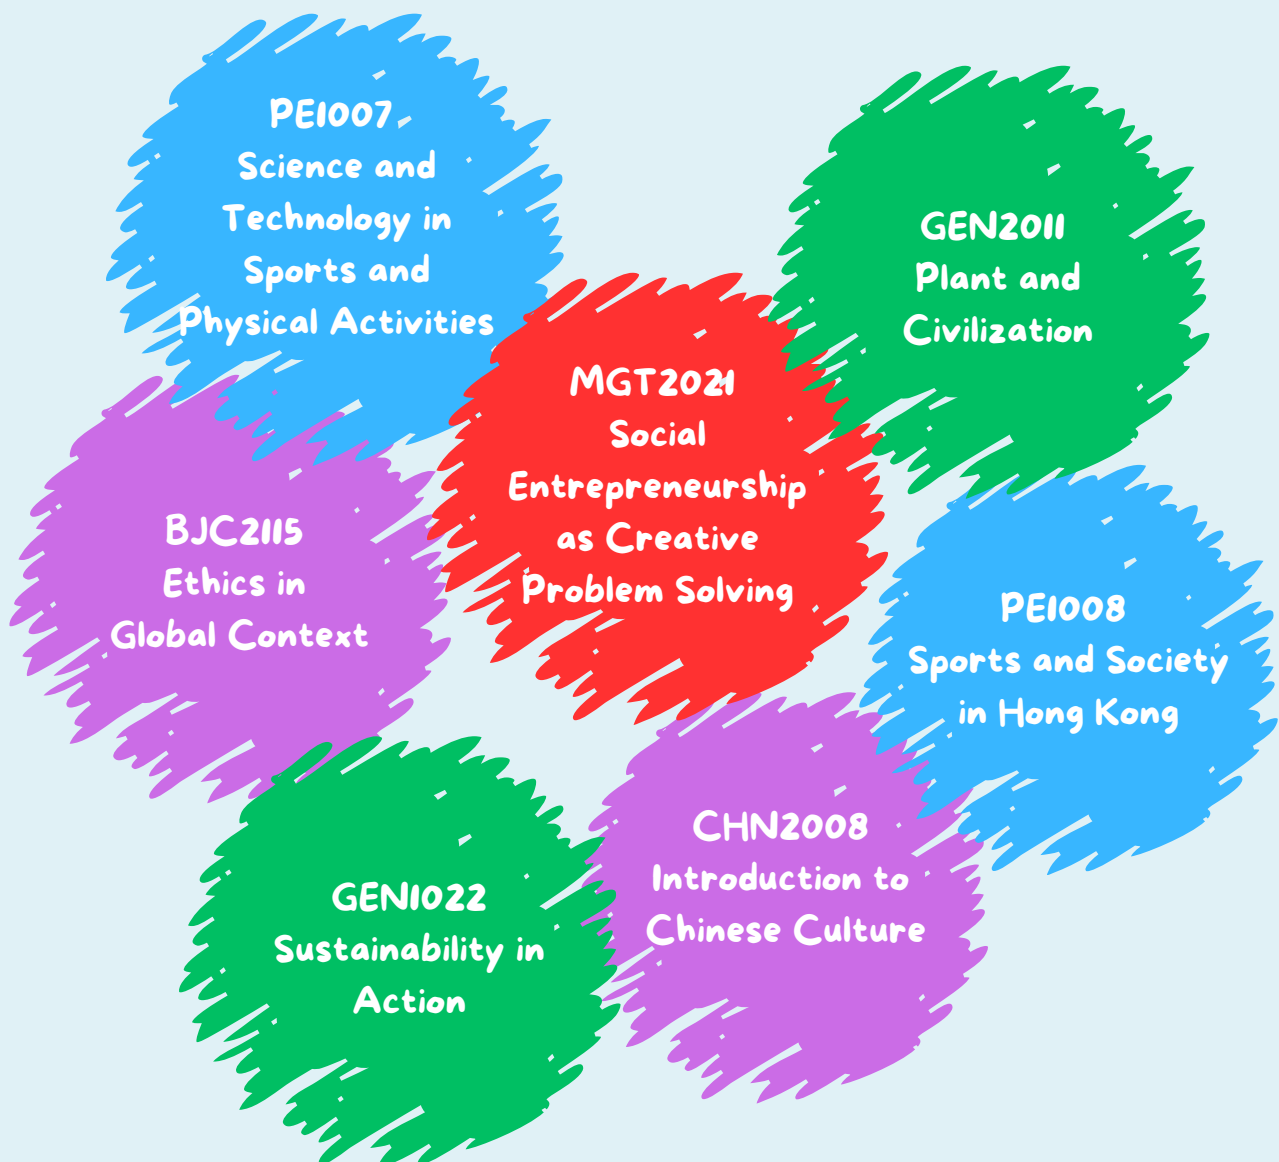 PE1007
Science and
Technology in
Sports and
Physical Activities
GEN2011
Plant and
Civilization
MGT2021
Social
Entrepreneurship
as Creative
Problem Solving
BJC2115
Ethics in
Global Context
PE1008
Sports and Society
in Hong Kong
CHN2008
Introduction to
Chinese Culture
GEN1022
Sustainability in
Action